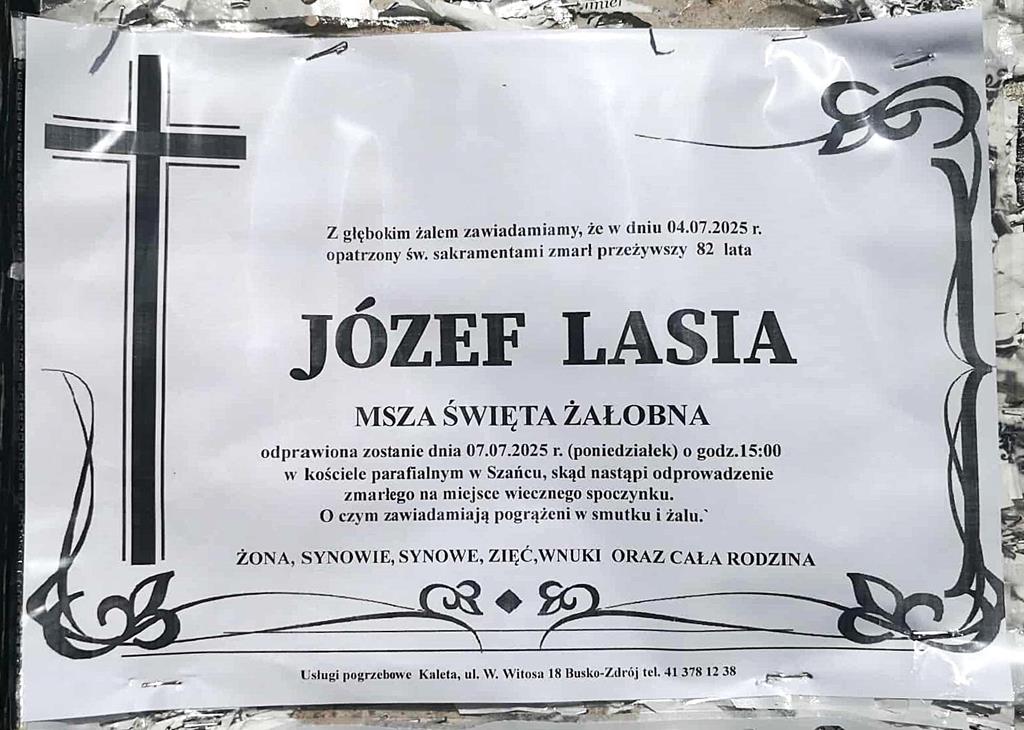 Z głębokim żalem zawiadamiamy, że w dniu 04.07.2025 r.
opatrzony św. sakramentami zmarł przeżywszy 82 lata
JÓZEF LASIA
MSZA ŚWIĘTA ŻAŁOBNA
odprawiona zostanie dnia 07.07.2025 r. (poniedziałek) o godz.15:00
w kościele parafialnym w Szańcu, skąd nastąpi odprowadzenie
zmarłego na miejsce wiecznego spoczynku.
O czym zawiadamiają pogrążeni w smutku i żalu.`
ŻONA, SYNOWIE, SYNOWE, ZIĘĆ,WNUKI ORAZ CAŁA RODZINA
Usługi pogrzebowe Kaleta, ul. W. Witosa 18 Busko-Zdrój tel. 41 378 12 38